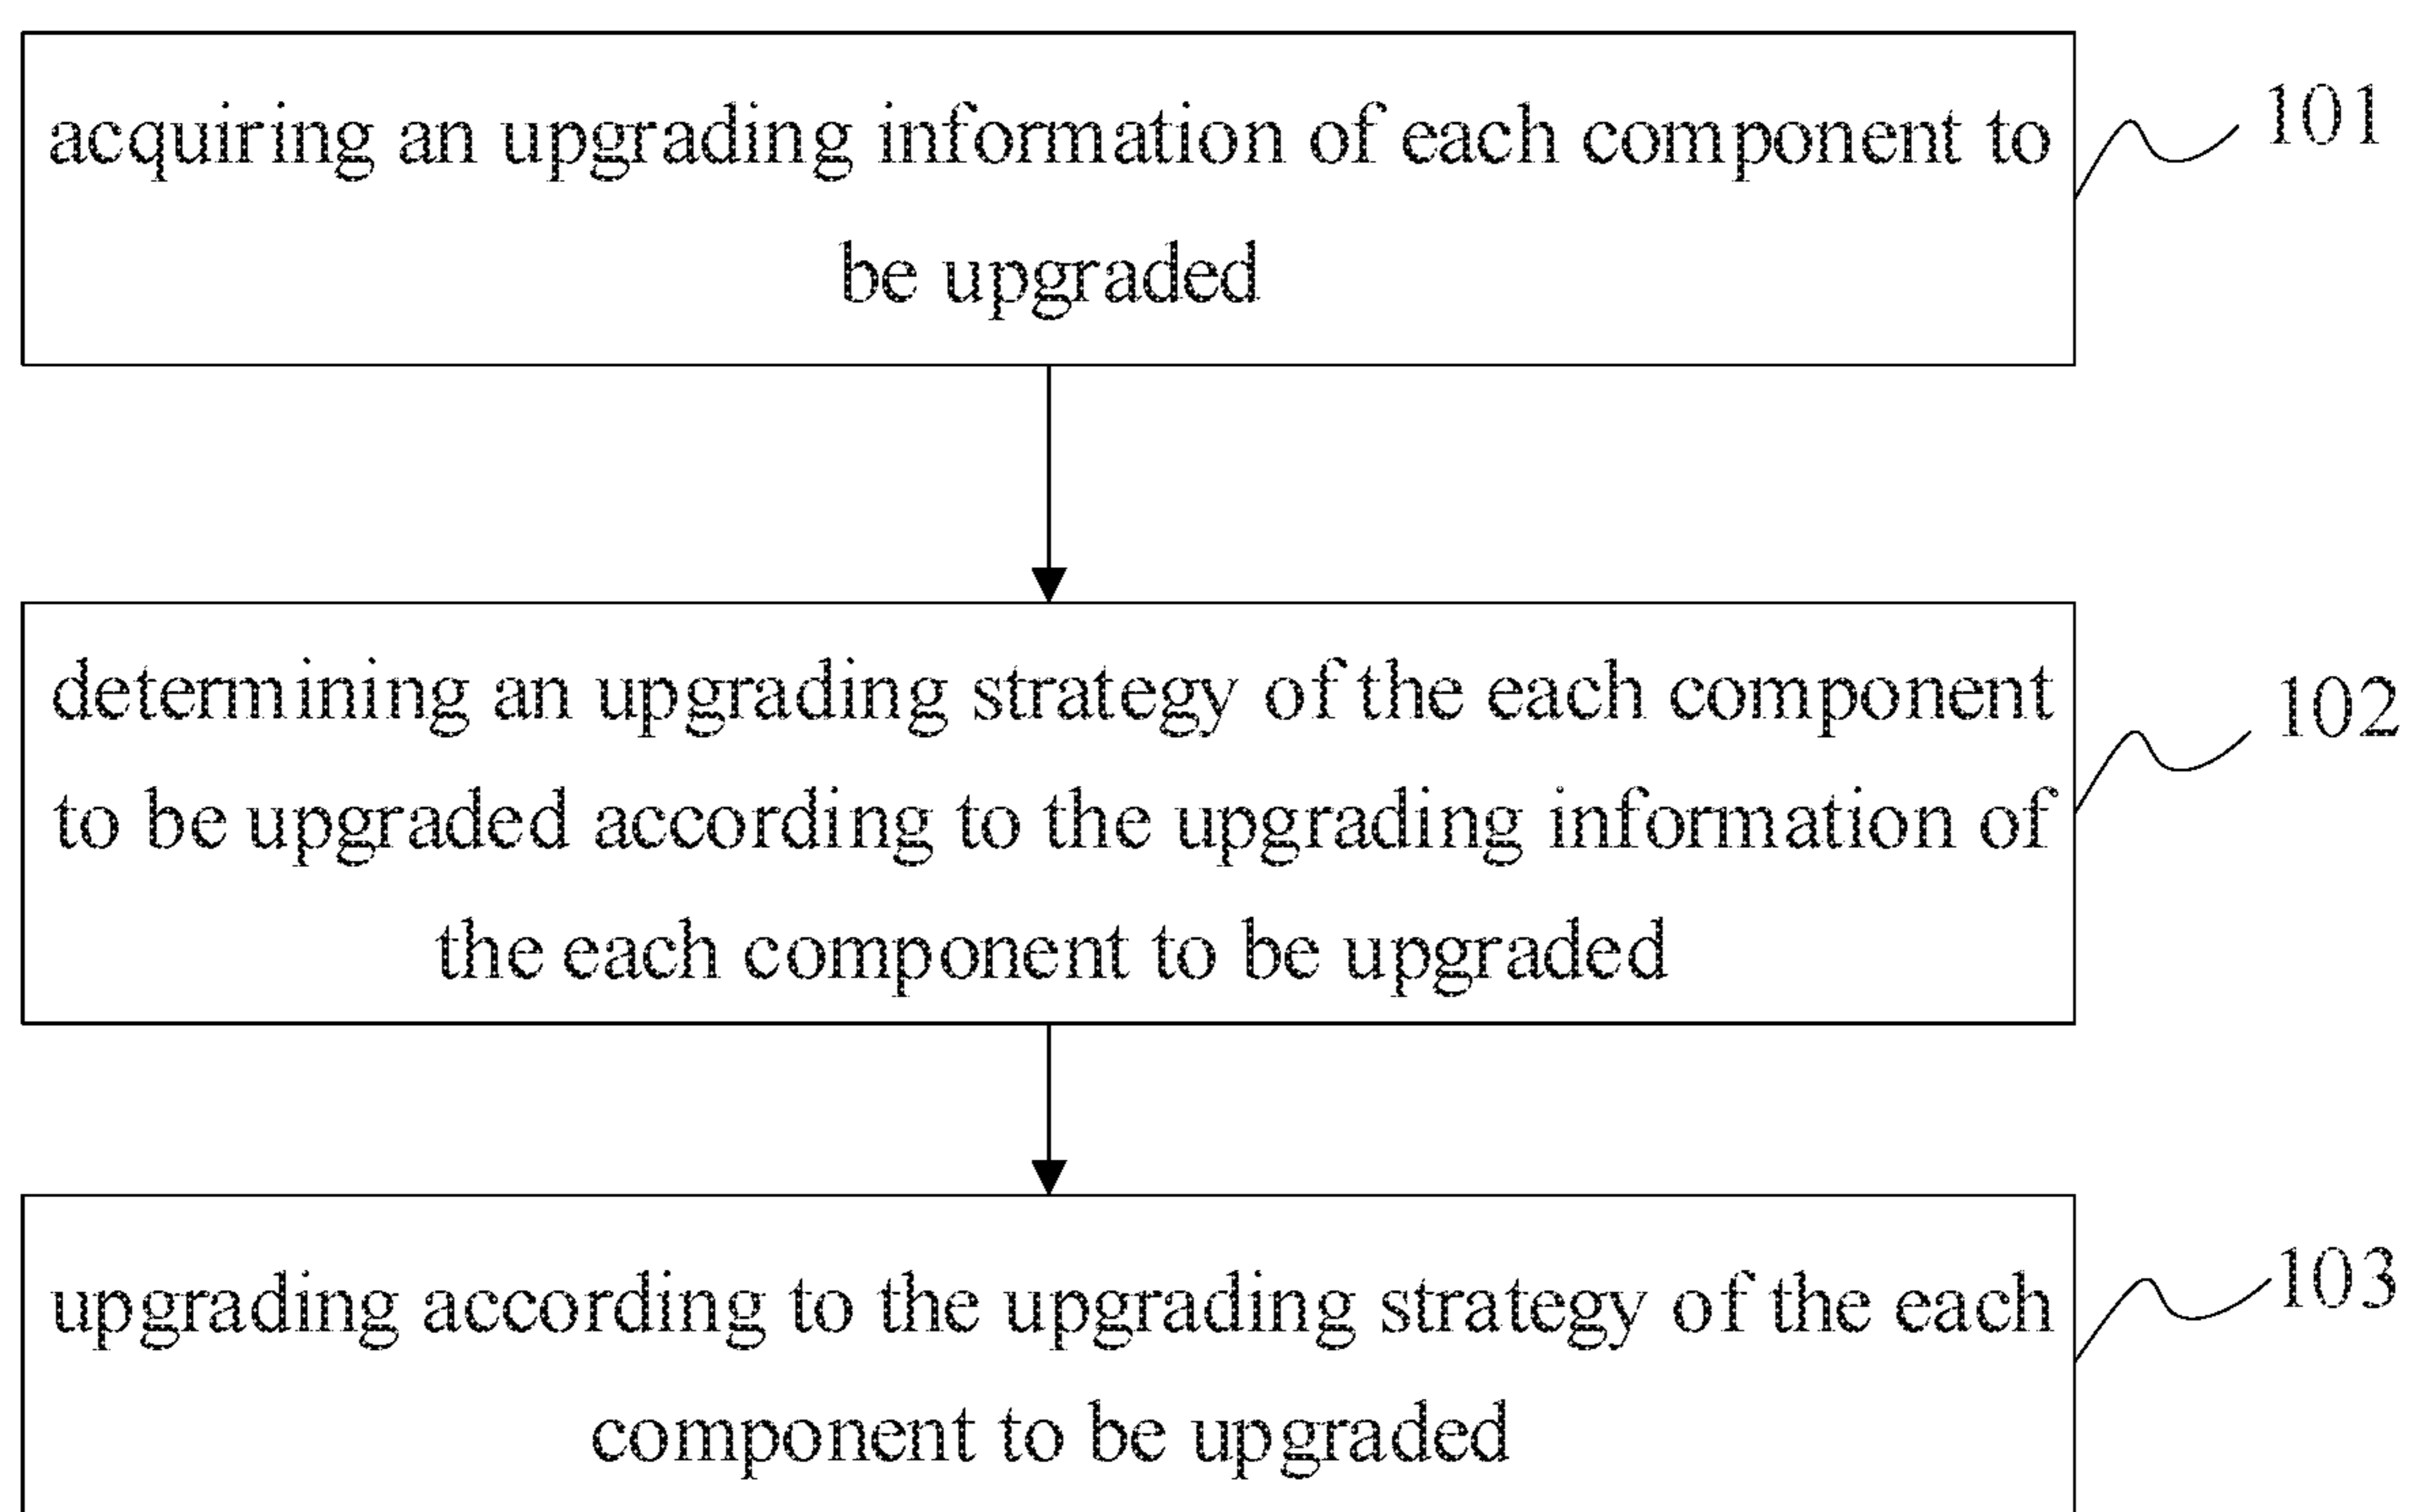 acquiring an upgrading information of each component to
be upgraded
101
determining an upgrading strategy of the each component
to be upgraded according to the upgrading information of
the each component to be upgraded
102
upgrading according to the upgrading strategy of the each
component to be upgraded
103